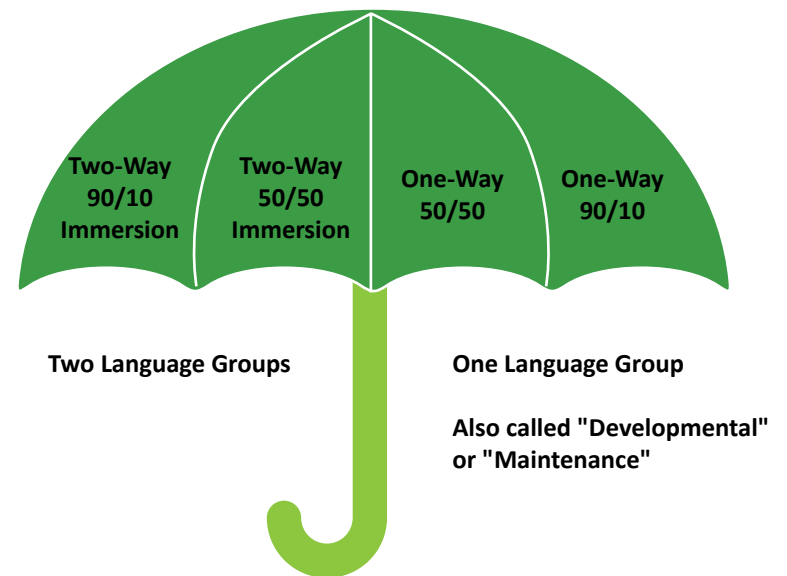 Two-Way
90/10
Immersion
Two-Way
50/50
Immersion
One-Way
50/50
One-Way
90/10
Two Language Groups
One Language Group
Also called "Developmental"
or "Maintenance"